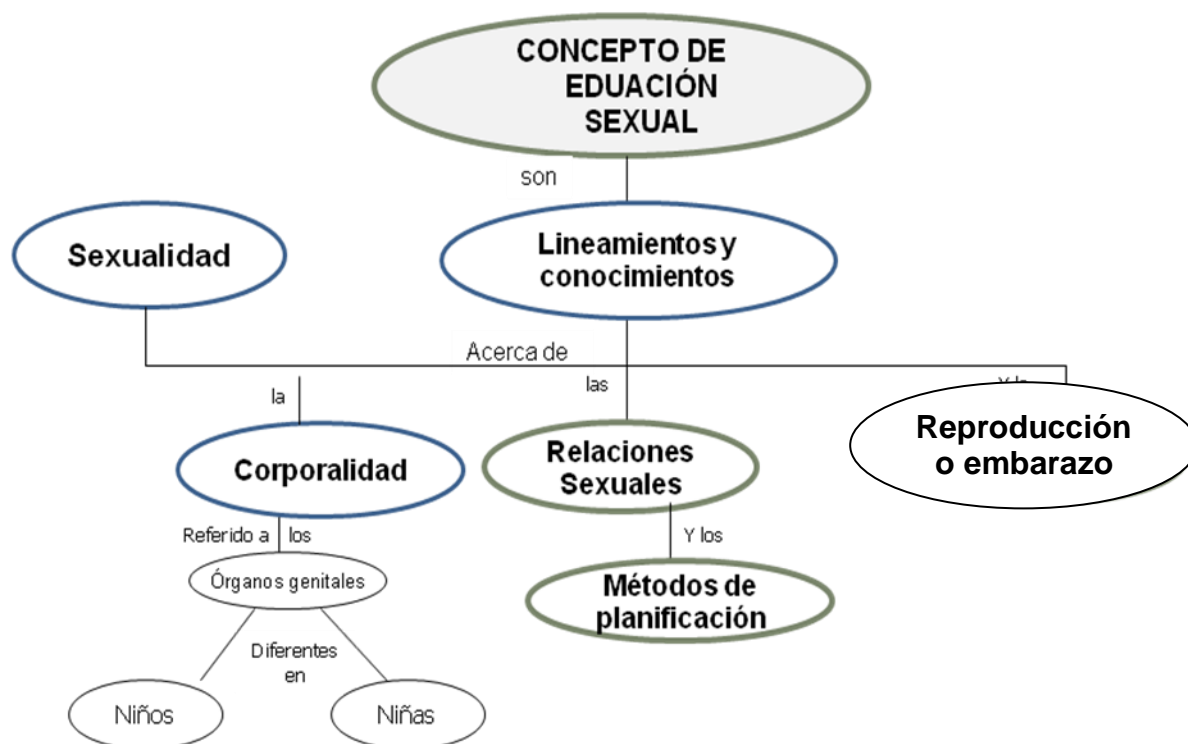 CONCEPTO DE
EDUACIÓN
SEXUAL
son
Sexualidad
Lineamientos y
conocimientos
Acerca de
la
las
Corporalidad
Relaciones
Sexuales
Reproducción
o embarazo
Referido a los
Y los
Órganos genitales
Métodos de
planificación
Diferentes
en
Niños
Niñas